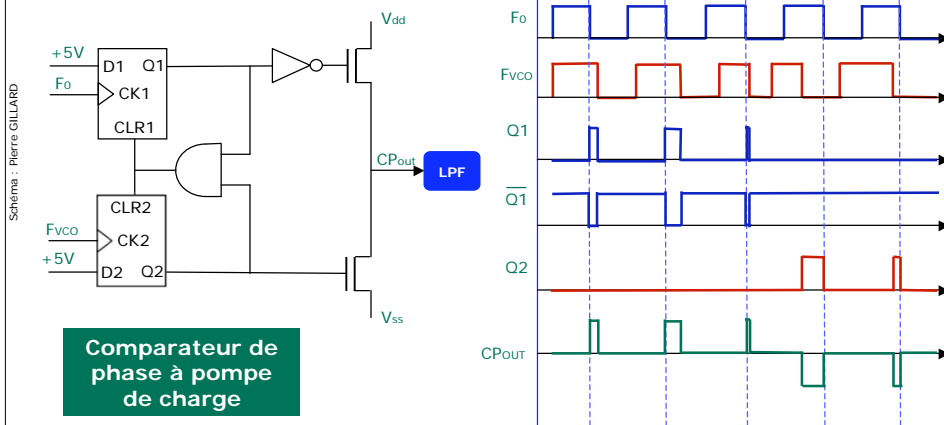 Schéma : Pierre GILLARD
+5V
D1
Q1
F0
CK1
CLR1
CLR2
FVCO
CK2
+5V
D2
Q2
Vdd
CPout
LPF
Vss
Comparateur de
phase à pompe
de charge
F0
FVCO
Q1
Q1
Q2
CPOUT